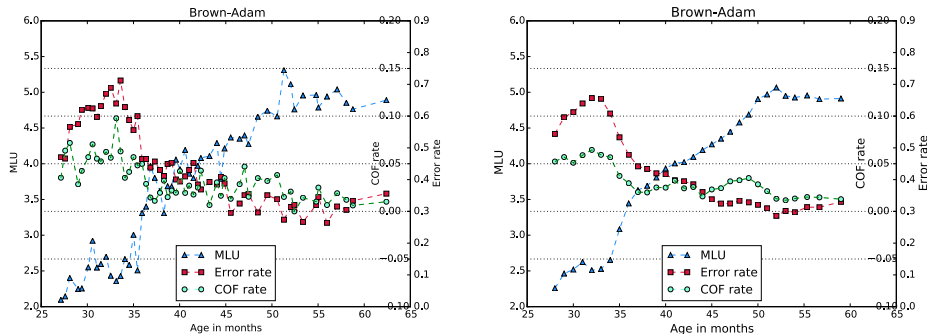 Brown-Adam
6.0
5.5
5.0
4.5
4.0
3.5
3.0
2.5
2.0
MLU
0.20
0.15
0.10
0.05
0.00
−0.05
0.10
COF rate
0.9
0.8
0.7
0.6
0.5
0.4
0.3
0.2
0.1
0.0
Error rate
MLU
Error rate
COF rate
25 30 35 40 45 50 55 60 65
Age in months
Brown-Adam
6.0
5.5
5.0
4.5
4.0
3.5
3.0
2.5
2.0
MLU
0.20
0.15
0.10
0.05
0.00
−0.05
0.10
COF rate
0.9
0.8
0.7
0.6
0.5
0.4
0.3
0.2
0.1
0.0
Error rate
MLU
Error rate
COF rate
25 30 35 40 45 50 55 60 65
Age in months